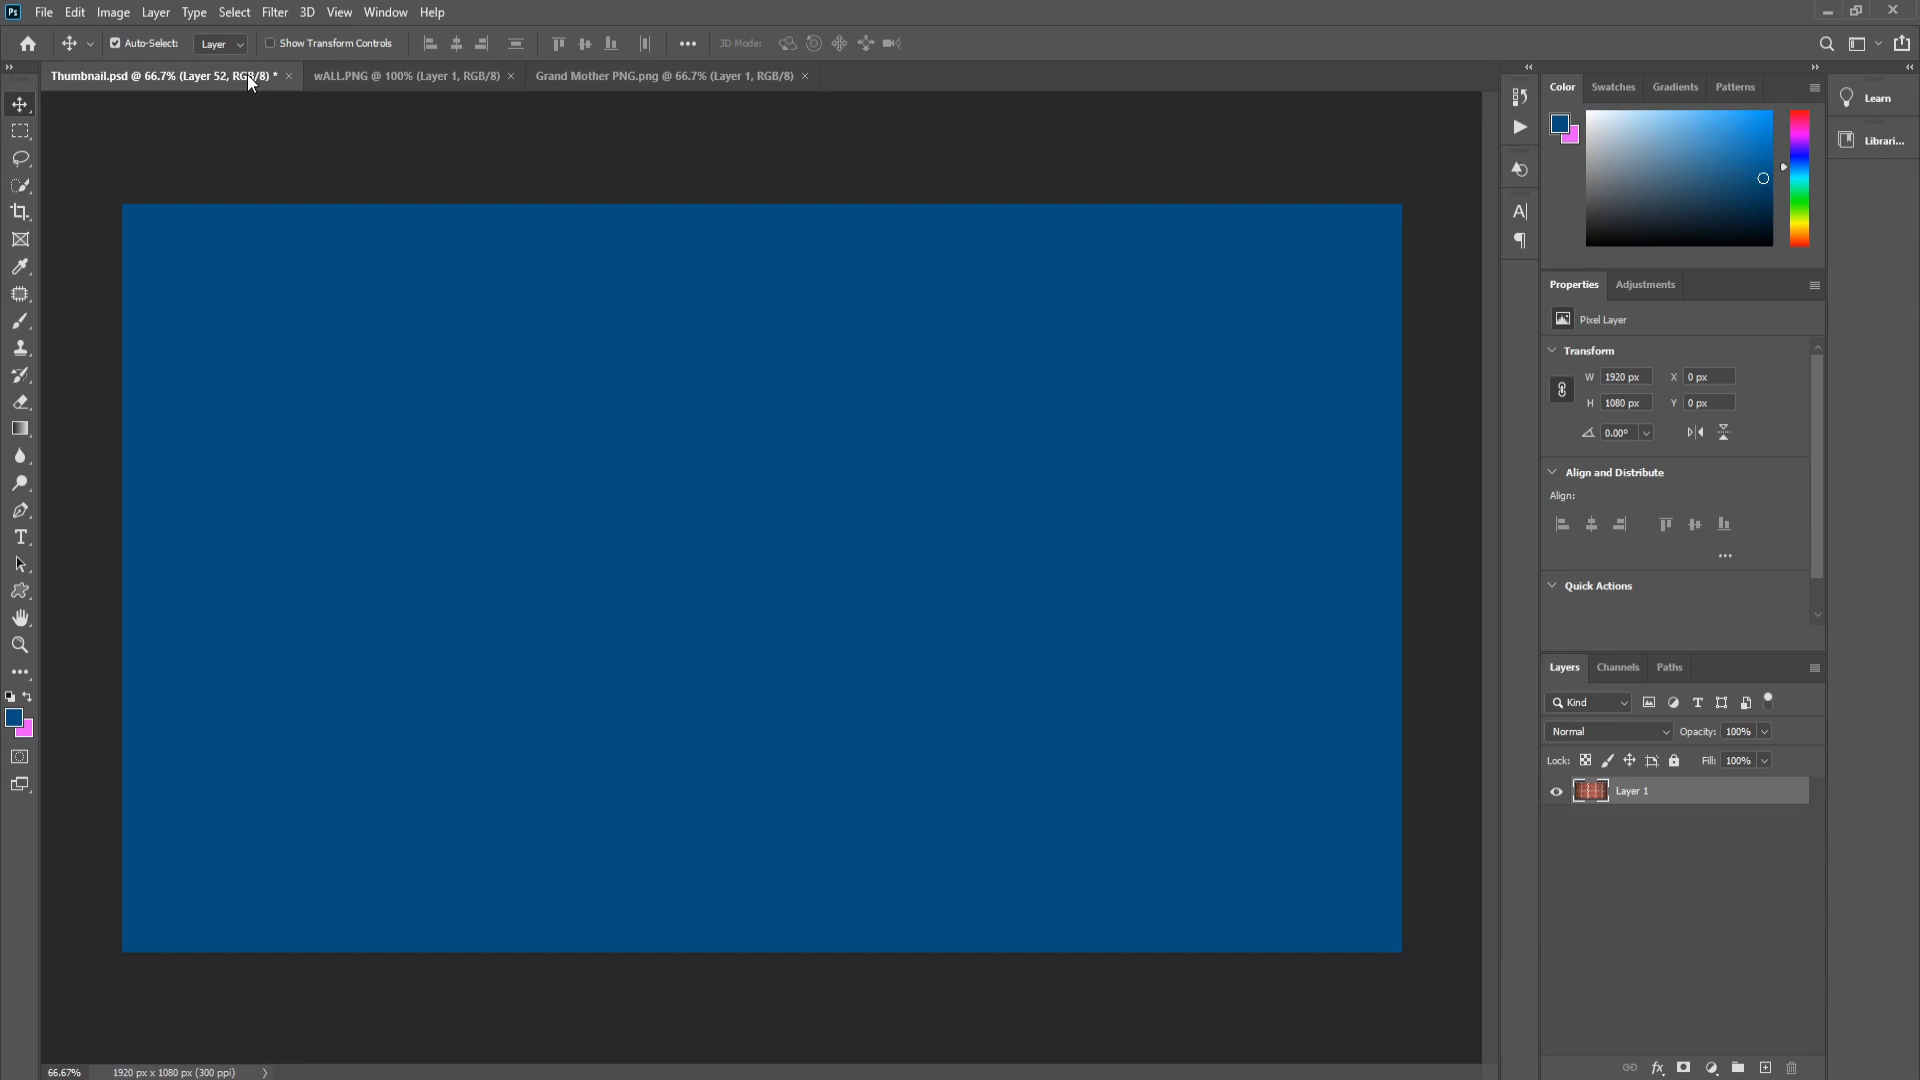 Ps File Edit Image Layer Type Select Filter 3D View Window Help
Auto-Select: Layer Show Transform Controls 3D Mode:
Thumbnail.psd @ 66.7% (Layer 52, RGB/8) * wALL.PNG @ 100% (Layer 1, RGB/8) Grand Mother PNG.png @ 66.7% (Layer 1, RGB/8)
Color Swatches Gradients Patterns
Learn
Librari...
Properties Adjustments
Pixel Layer
Transform
W 1920 px X 0 px
H 1080 px Y 0 px
0.00°
Align and Distribute
Align:
Quick Actions
Layers Channels Paths
Kind
Normal Opacity: 100%
Lock: Fill: 100%
Layer 1
66.67% 1920 px x 1080 px (300 ppi)